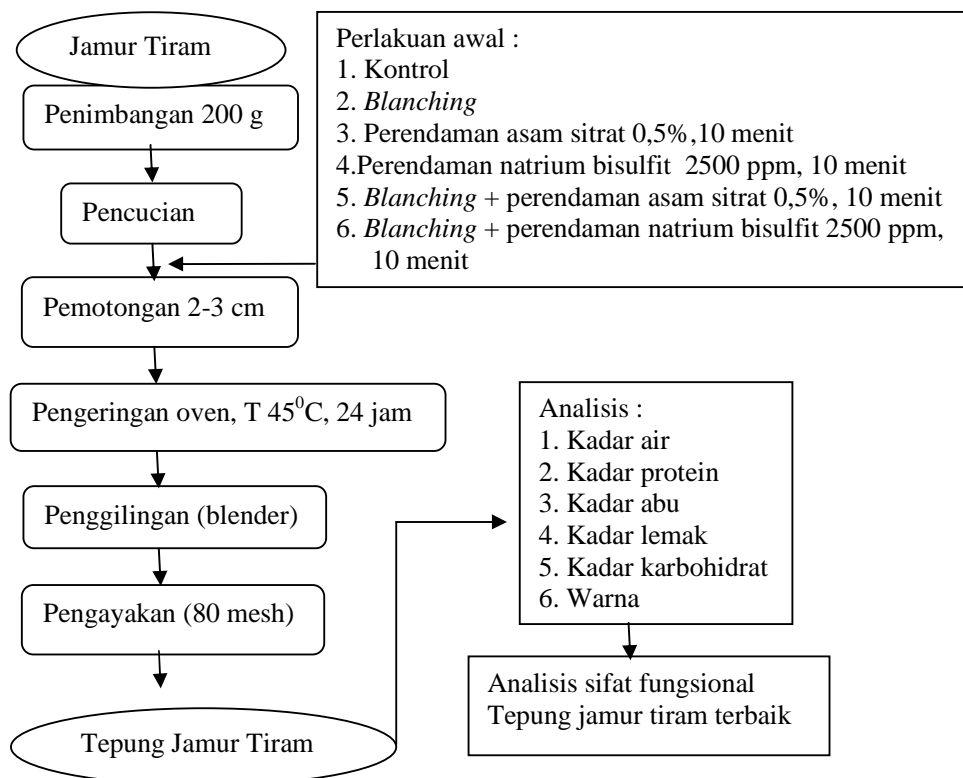 Jamur Tiram
Penimbangan 200 g
Pencucian
Perlakuan awal :
1. Kontrol
2. Blanching
3. Perendaman asam sitrat 0,5%,10 menit
4.Perendaman natrium bisulfit 2500 ppm, 10 menit
5. Blanching + perendaman asam sitrat 0,5%, 10 menit
6. Blanching + perendaman natrium bisulfit 2500 ppm,
10 menit
Pemotongan 2-3 cm
Pengeringan oven, T 45⁰C, 24 jam
Penggilingan (blender)
Pengayakan (80 mesh)
Tepung Jamur Tiram
Analisis :
1. Kadar air
2. Kadar protein
3. Kadar abu
4. Kadar lemak
5. Kadar karbohidrat
6. Warna
Analisis sifat fungsional
Tepung jamur tiram terbaik